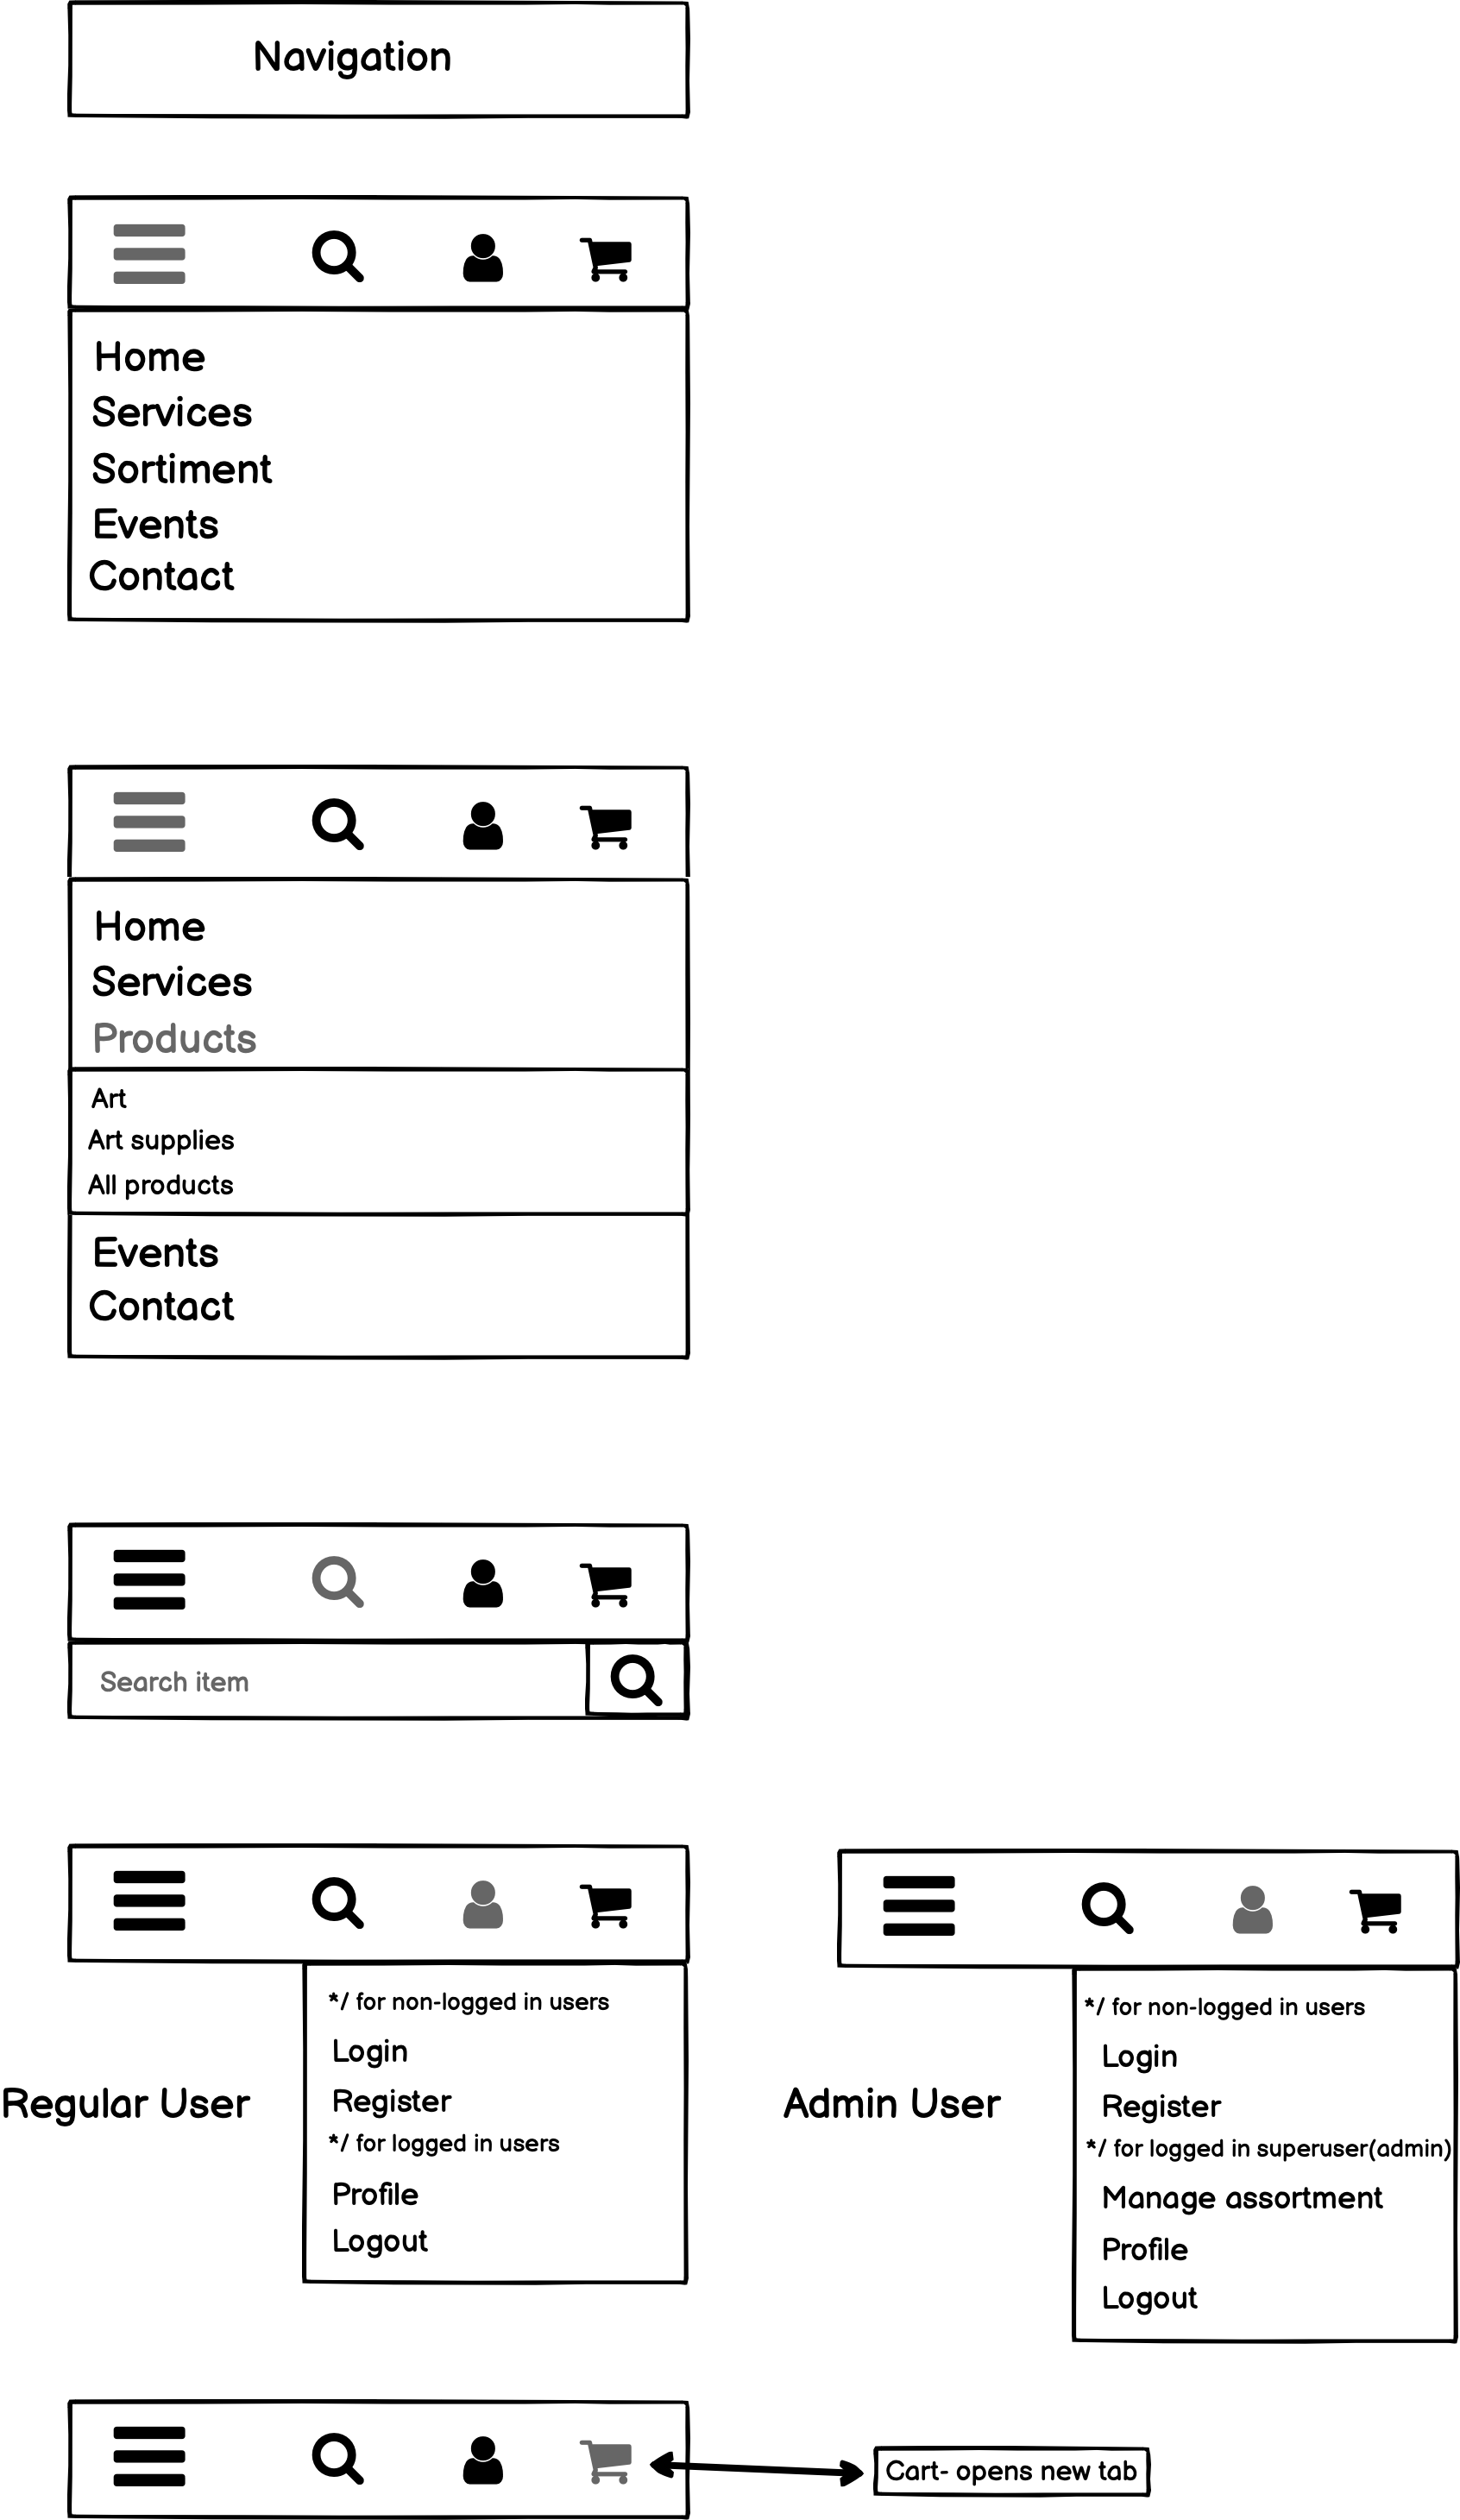 Navigation
Home
Services
Sortiment
Events
Contact
Home
Services
Products
Art
Art supplies
All products
Events
Contact
Search item
Regular User
*/ for non-logged in users
Login
Register
*/ for logged in users
Profile
Logout
Admin User
*/ for non-logged in users
Login
Register
*/ for logged in superuser(admin)
Manage assortment
Profile
Logout
Cart- opens new tab